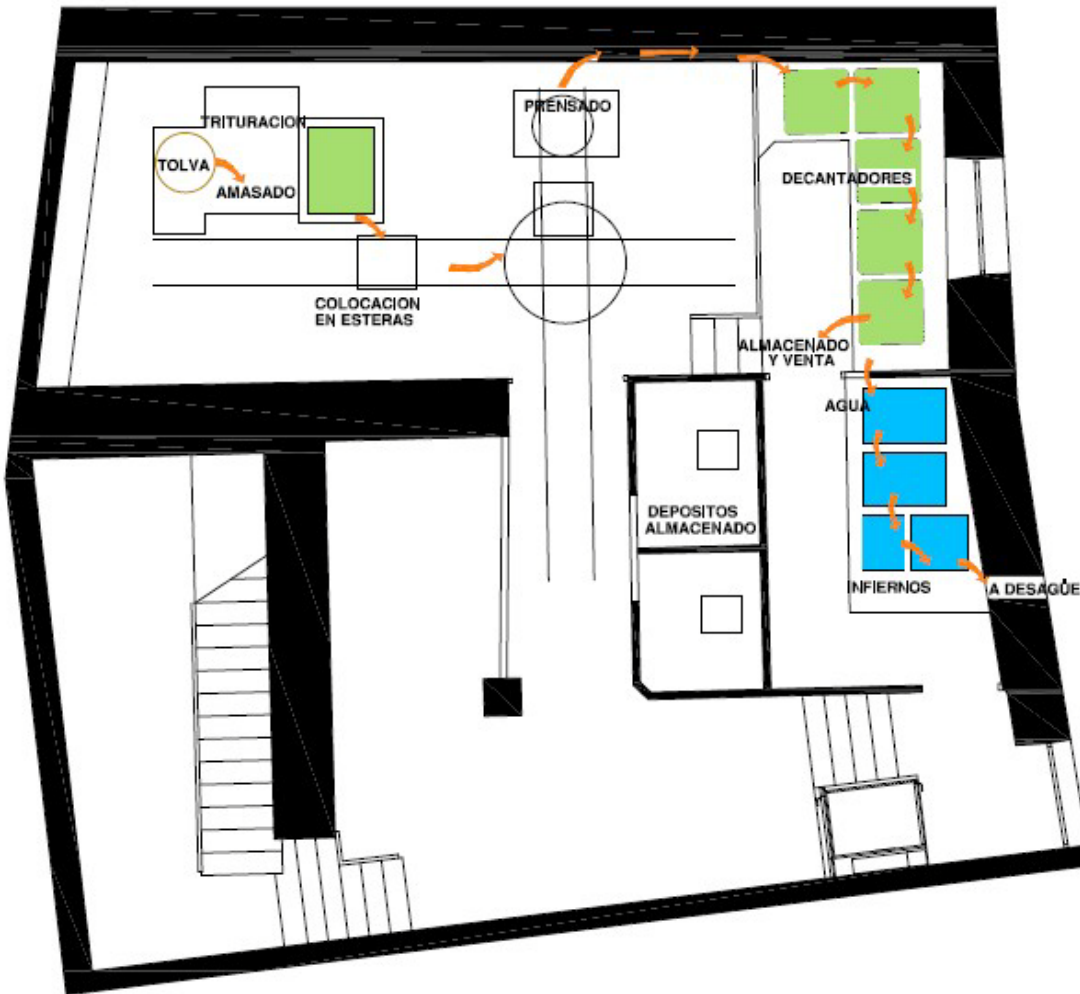 PRENSADO
TRITURACION
TOLVA
AMASADO
DECANTADORES
COLOCACION
EN ESTERAS
ALMACENADO
Y VENTA
AGUA
DEPOSITOS
ALMACENADO
INFIERNOS
A DESAGÜE